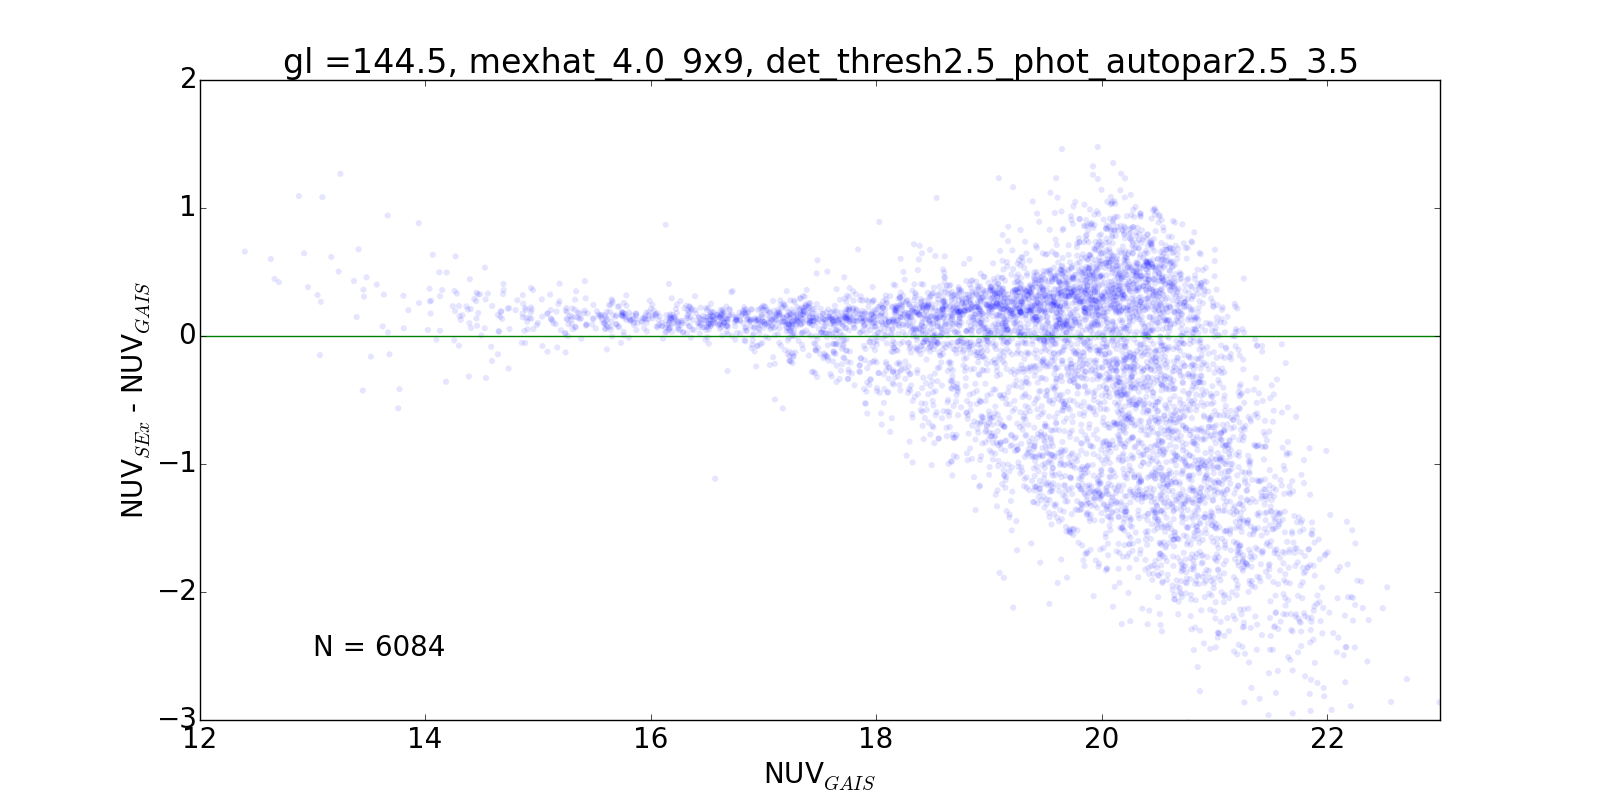 gl =144.5, mexhat_4.0_9x9, det_thresh2.5_phot_autopar2.5_3.5
2
1
0
−1
−2
−3
NUV_SEx - NUV_GAIS
N = 6084
12 14 16 18 20 22
NUV_GAIS